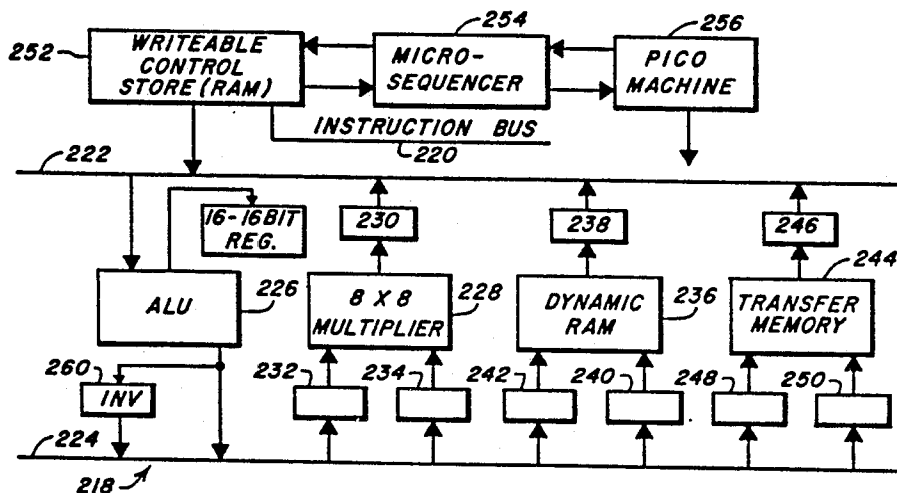 252
WRITEABLE
CONTROL
STORE (RAM)
254
MICRO-
SEQUENCER
256
PICO
MACHINE
INSTRUCTION BUS
220
222
16-16BIT
REG.
230
238
246
ALU
226
8 X 8
MULTIPLIER
228
DYNAMIC
RAM
236
TRANSFER
MEMORY
244
260
INV
232
234
242
240
248
250
224
218